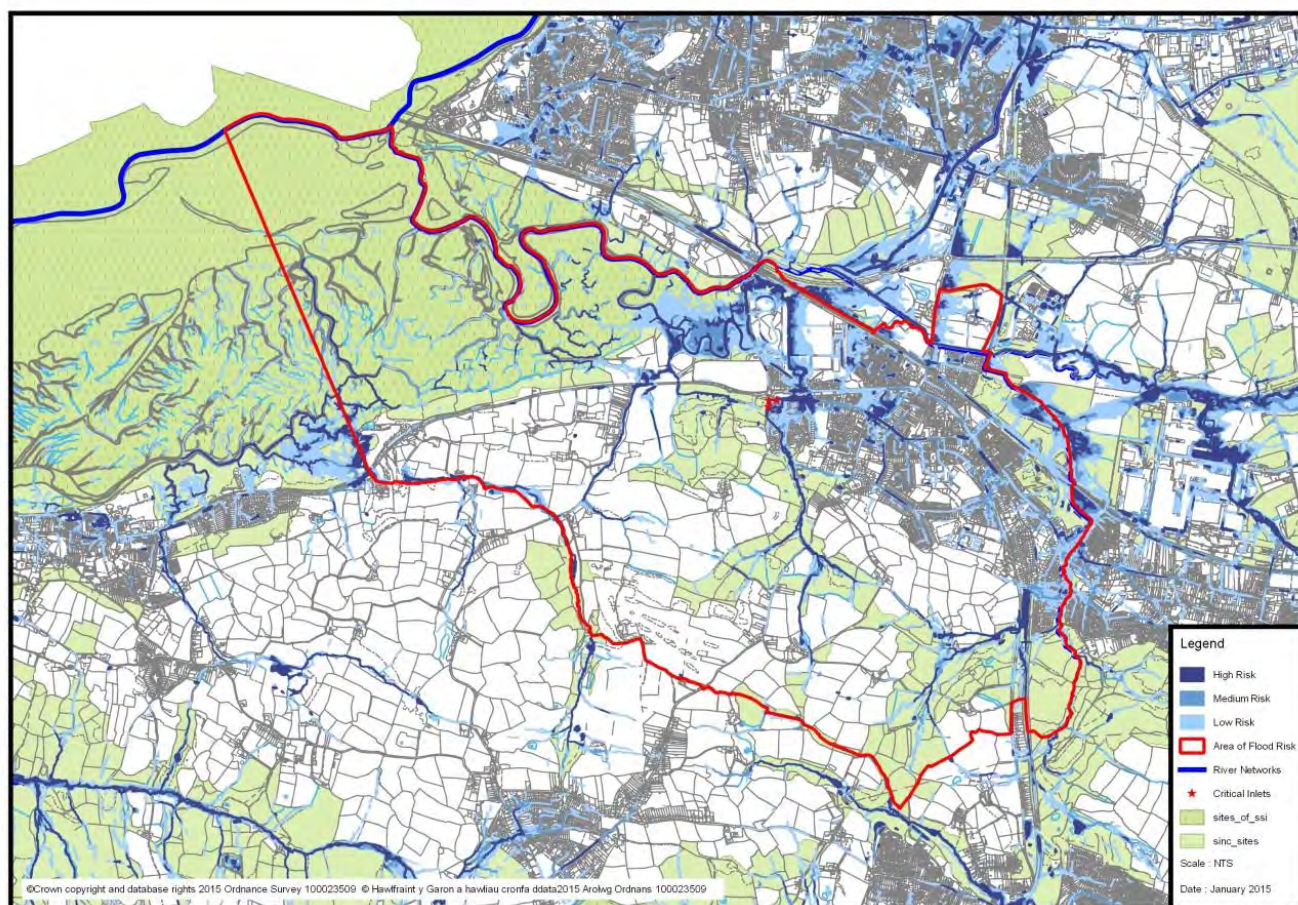 Legend
High Risk
Medium Risk
Low Risk
Area of Flood Risk
River Networks
Critical Inlets
sites_of_ssi
sinc_sites
Scale : NTS
Date : January 2015
©Crown copyright and database rights 2015 Ordnance Survey 100023509 © Hawlfraint y Garon a hawliau cronfa ddata2015 Arolwg Ordnans 100023509